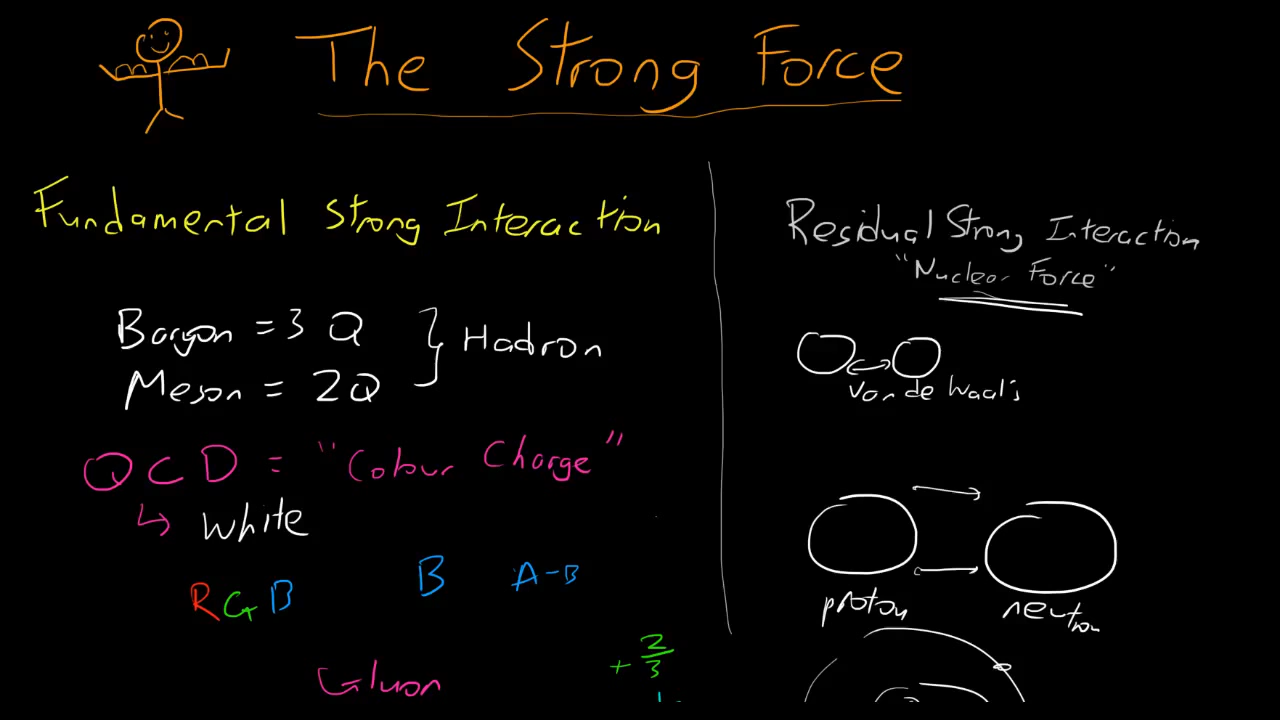 The Strong Force
Fundamental Strong Interaction
Baryon = 3 Q
Meson = 2Q
} Hadron
QCD = "Colour Charge"
↳ white
RGB
B A-B
Gluon
+ 2/3
Residual Strong Interaction
"Nuclear Force"
Van de Waal's
proton
neutron